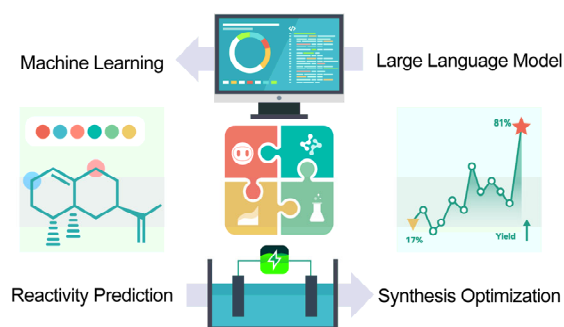 Machine Learning
Large Language Model
81%
17%
Yield
Reactivity Prediction
Synthesis Optimization